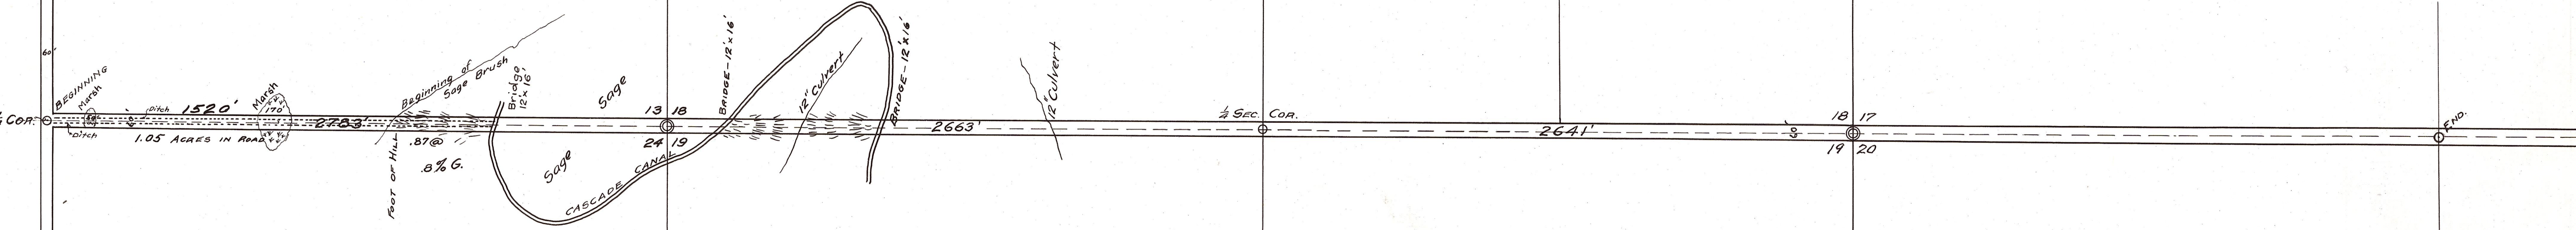 60'
BEGINNING
Marsh
Ditch
1520'
Marsh
170'
Beginning of
Sage Brush
Bridge
12'x16'
Sage
13 18
BRIDGE-12'x16'
12" Culvert
BRIDGE-12'x16'
12" Culvert
¼ SEC. COR.
18 17
END.
COR.
Ditch
60'
2783'
1.05 ACRES IN ROAD
FOOT OF HILL
.87@
.8% G.
Sage
24 19
CASCADE CANAL
2663'
2641'
60'
19 20